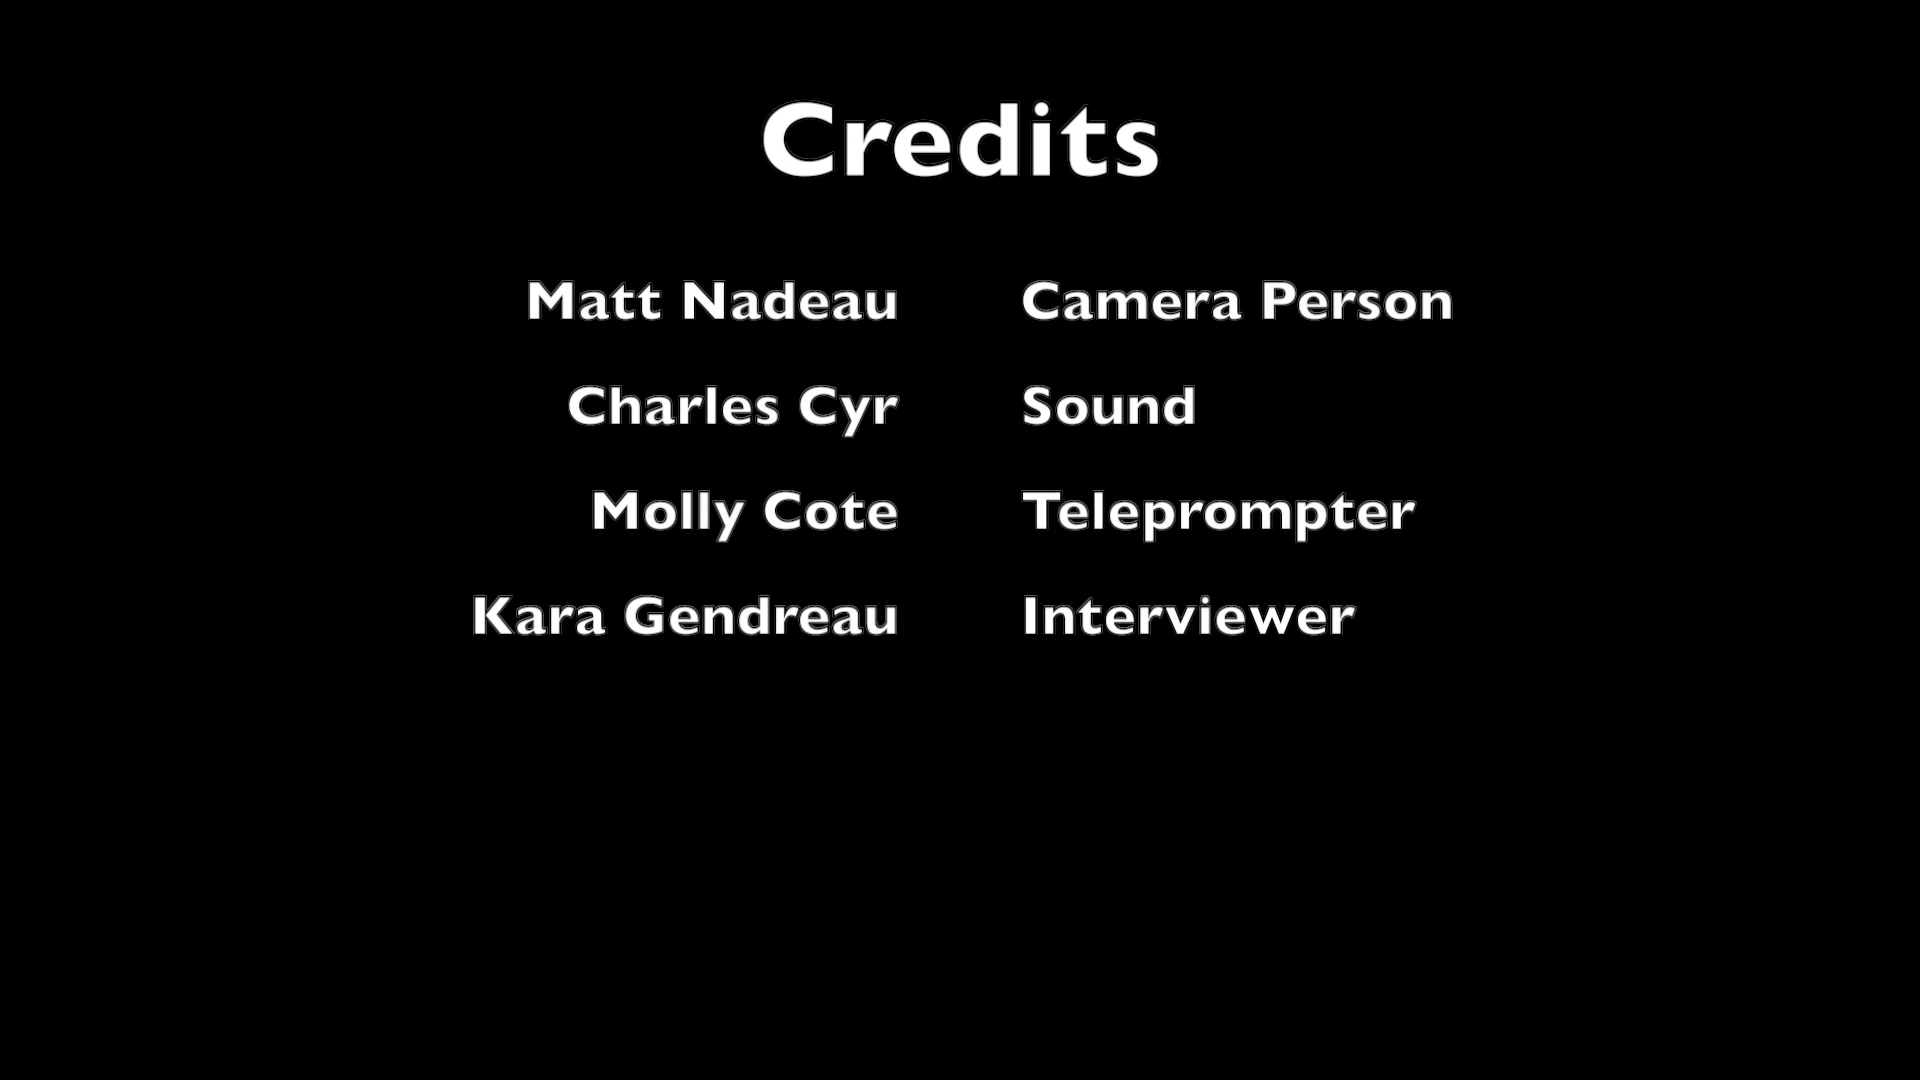 Credits
Matt Nadeau Camera Person
Charles Cyr Sound
Molly Cote Teleprompter
Kara Gendreau Interviewer